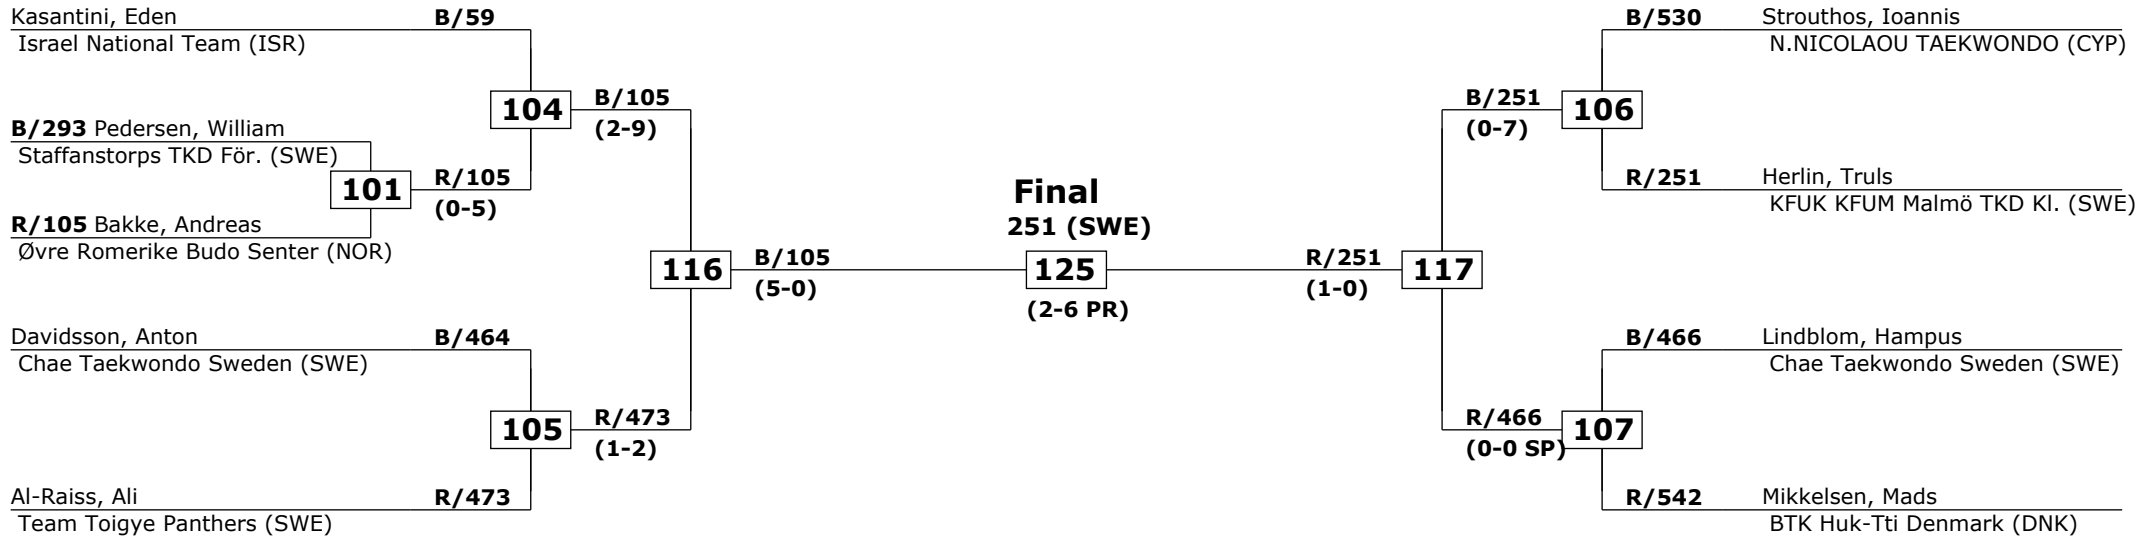 Kasantini, Eden B/59
Israel National Team (ISR)
B/293 Pedersen, William
Staffanstorps TKD För. (SWE)
101
R/105 Bakke, Andreas
Øvre Romerike Budo Senter (NOR)
R/105
(0-5)
104
B/105
(2-9)
Davidsson, Anton B/464
Chae Taekwondo Sweden (SWE)
105
Al-Raiss, Ali R/473
Team Toigye Panthers (SWE)
R/473
(1-2)
116
B/105
(5-0)
Final
251 (SWE)
125
(2-6 PR)
R/251
(1-0)
117
B/251
(0-7)
106
B/530 Strouthos, Ioannis
N.NICOLAOU TAEKWONDO (CYP)
R/251 Herlin, Truls
KFUK KFUM Malmö TKD Kl. (SWE)
R/466
(0-0 SP)
107
B/466 Lindblom, Hampus
Chae Taekwondo Sweden (SWE)
R/542 Mikkelsen, Mads
BTK Huk-Tti Denmark (DNK)